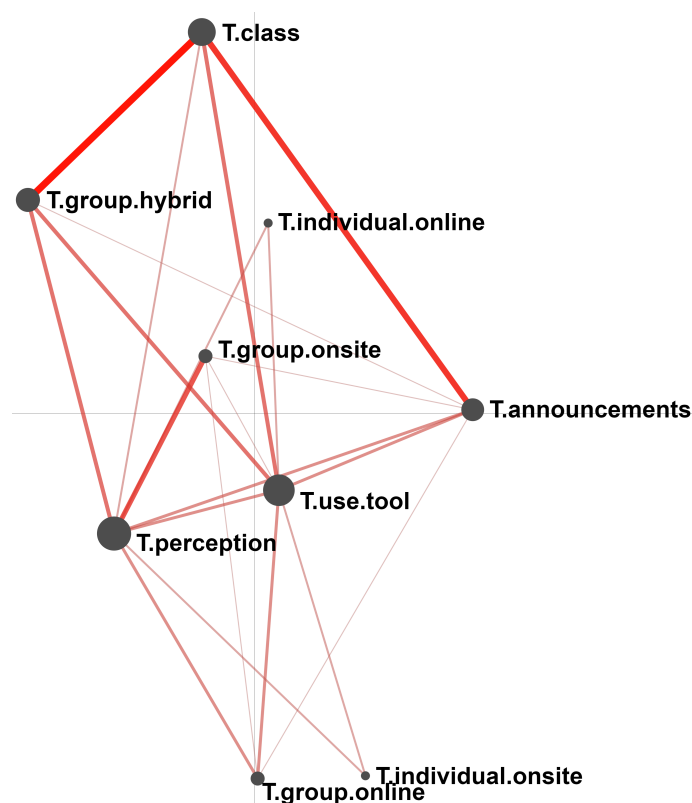 T.class
T.group.hybrid
T.individual.online
T.group.onsite
T.announcements
T.use.tool
T.perception
T.individual.onsite
T.group.online